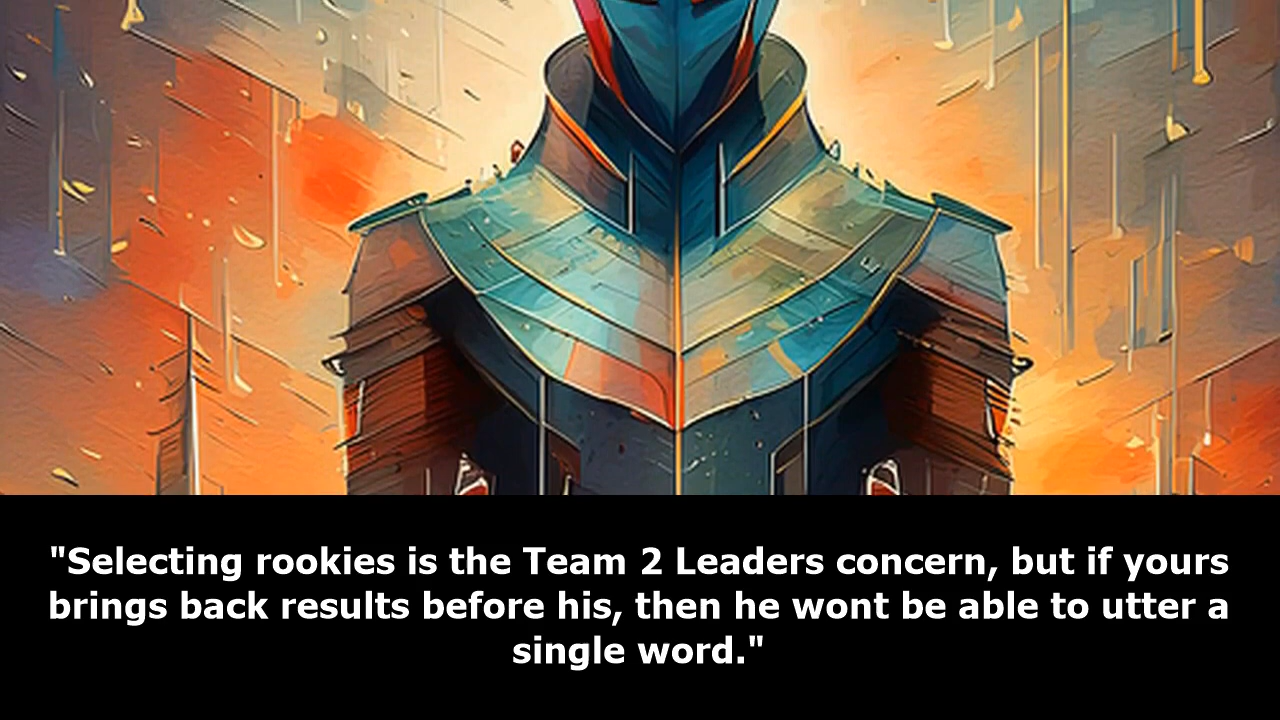 "Selecting rookies is the Team 2 Leaders concern, but if yours
brings back results before his, then he wont be able to utter a
single word."